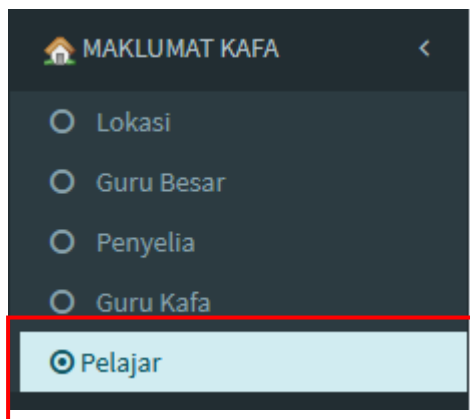 MAKLUMAT KAFA
Lokasi
Guru Besar
Penyelia
Guru Kafa
Pelajar